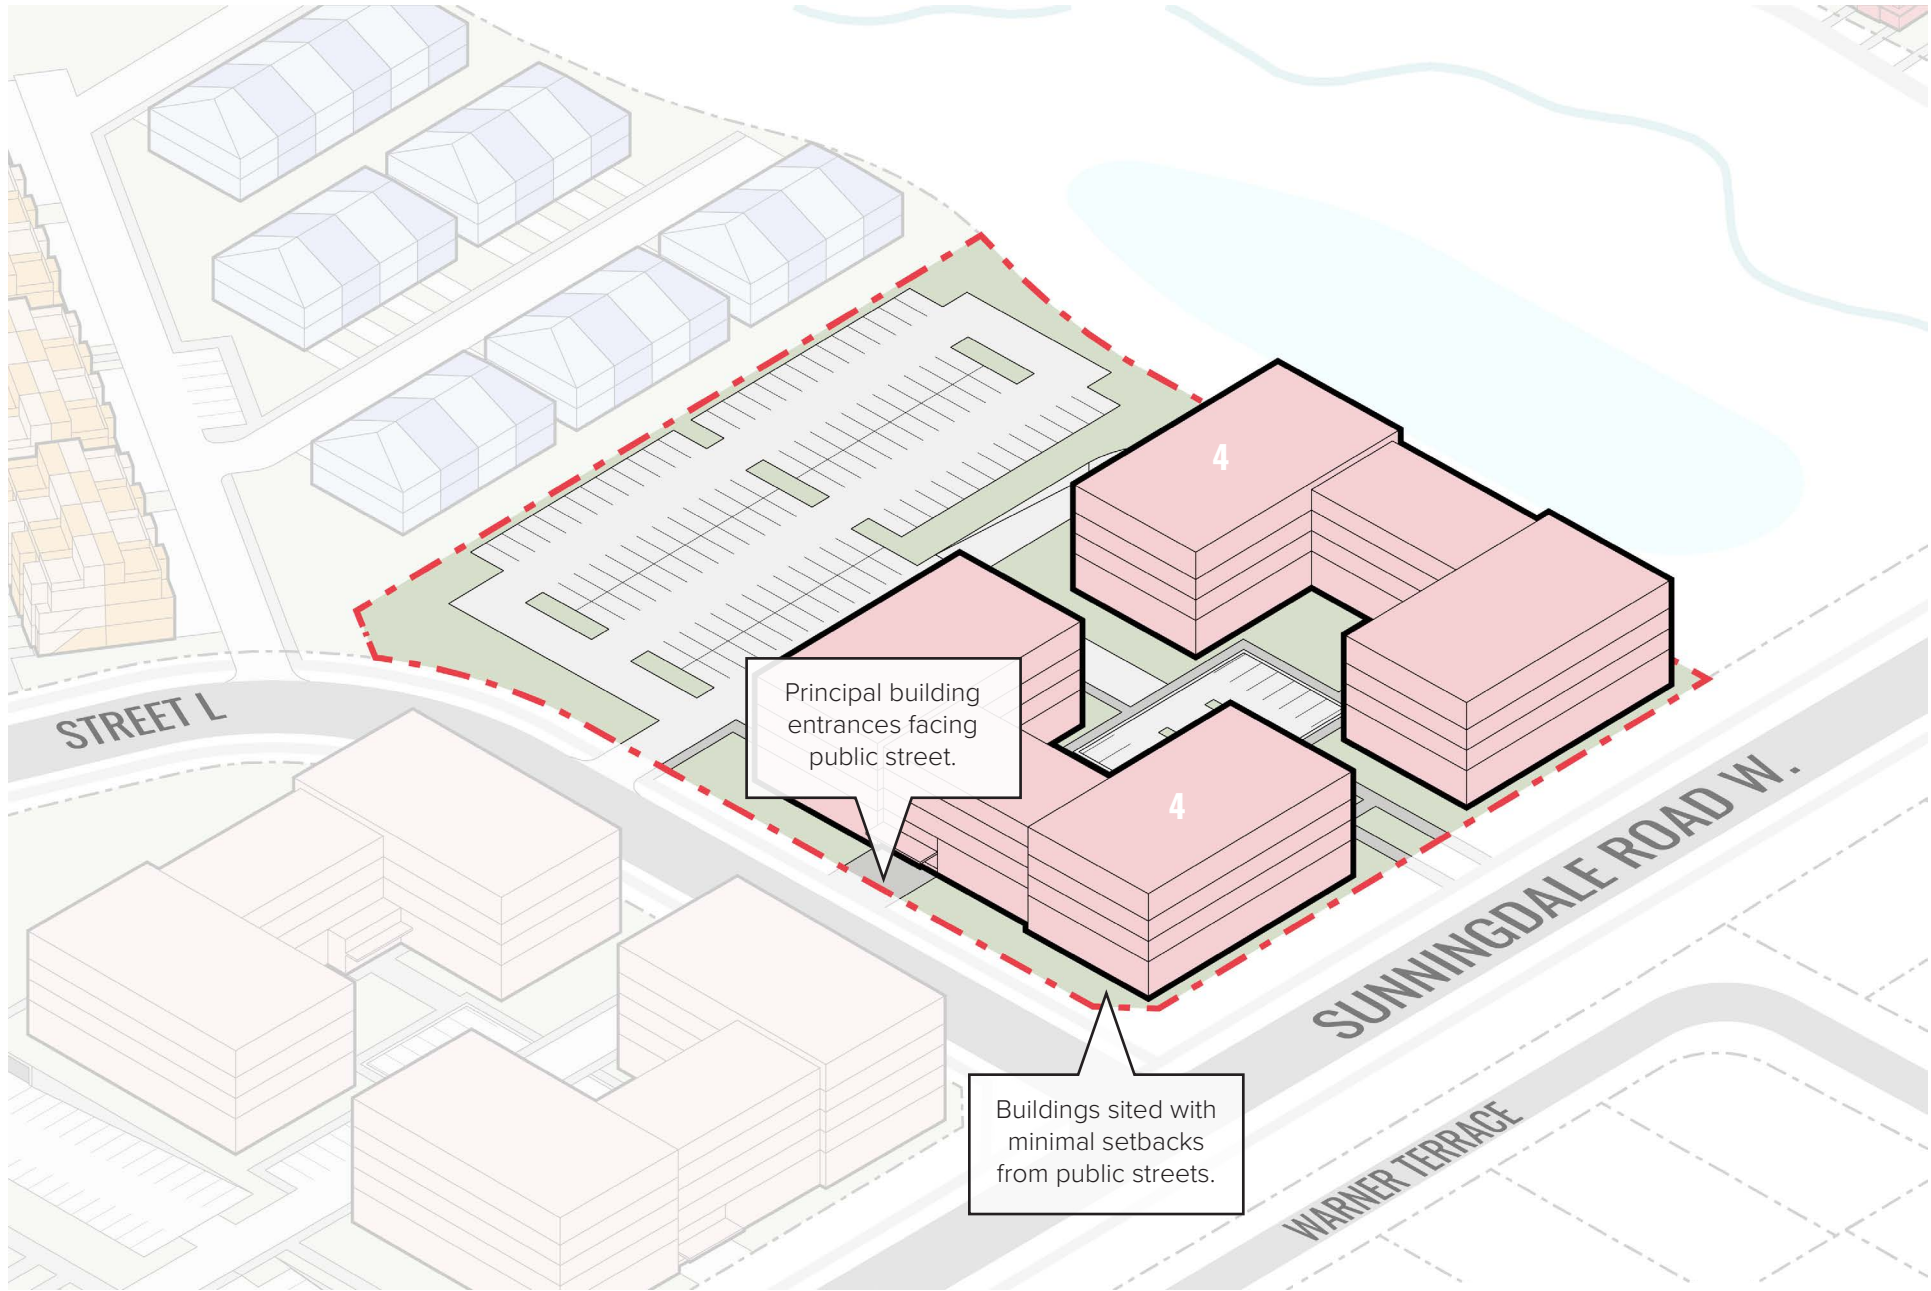 4
STREET L
Principal building
entrances facing
public street.
4
SUNNINGDALE ROAD W.
Buildings sited with
minimal setbacks
from public streets.
WARNER TERRACE